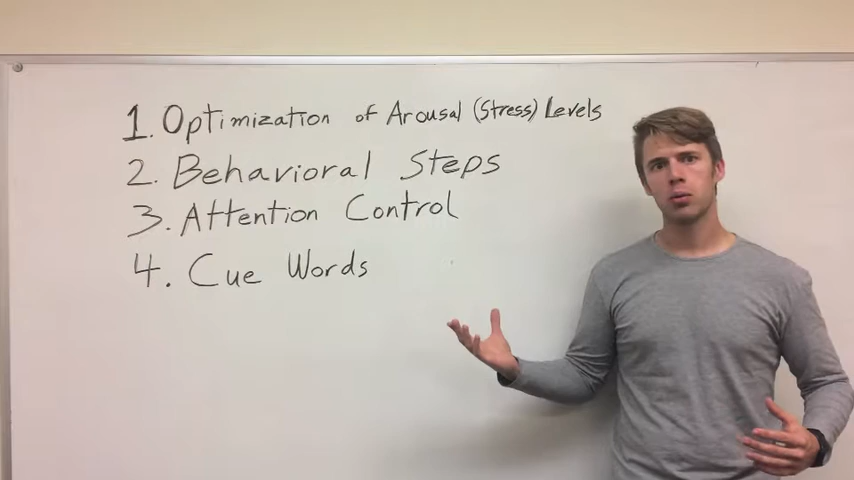 1. Optimization of Arousal (Stress) Levels
2. Behavioral Steps
3. Attention Control
4. Cue Words